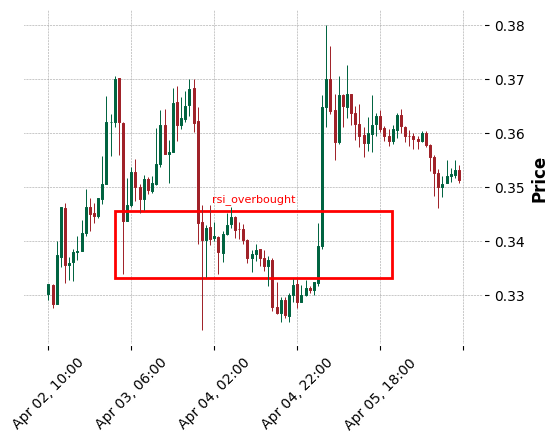 0.38
0.37
0.36
0.35
0.34
0.33
Price
rsi_overbought
Apr 02, 10:00
Apr 03, 06:00
Apr 04, 02:00
Apr 04, 22:00
Apr 05, 18:00